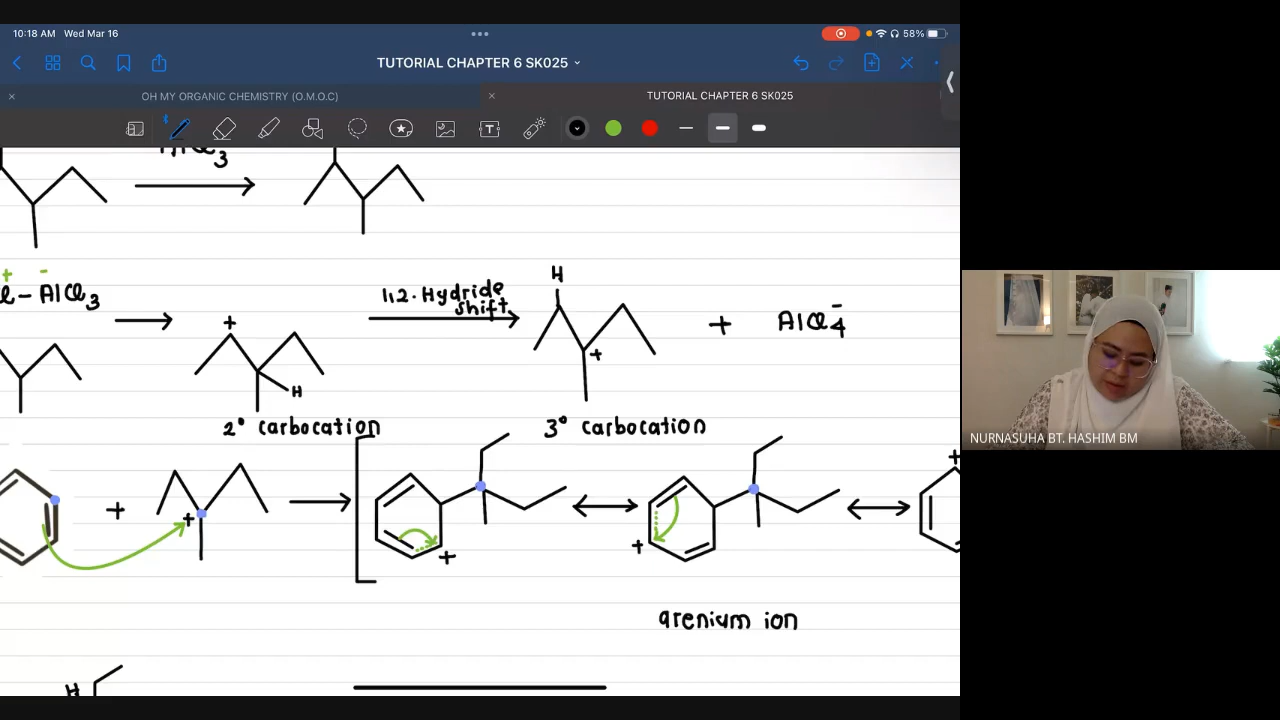 10:18 AM Wed Mar 16
58%
TUTORIAL CHAPTER 6 SK025
OH MY ORGANIC CHEMISTRY (O.M.O.C)
TUTORIAL CHAPTER 6 SK025
+ -
- AlCl3
+
1,2. Hydride
shift
H
+
+
AlCl4-
H
2° carbocation
3° carbocation
+
+
+
+
+
arenium ion
H
NURNASUHA BT. HASHIM BM